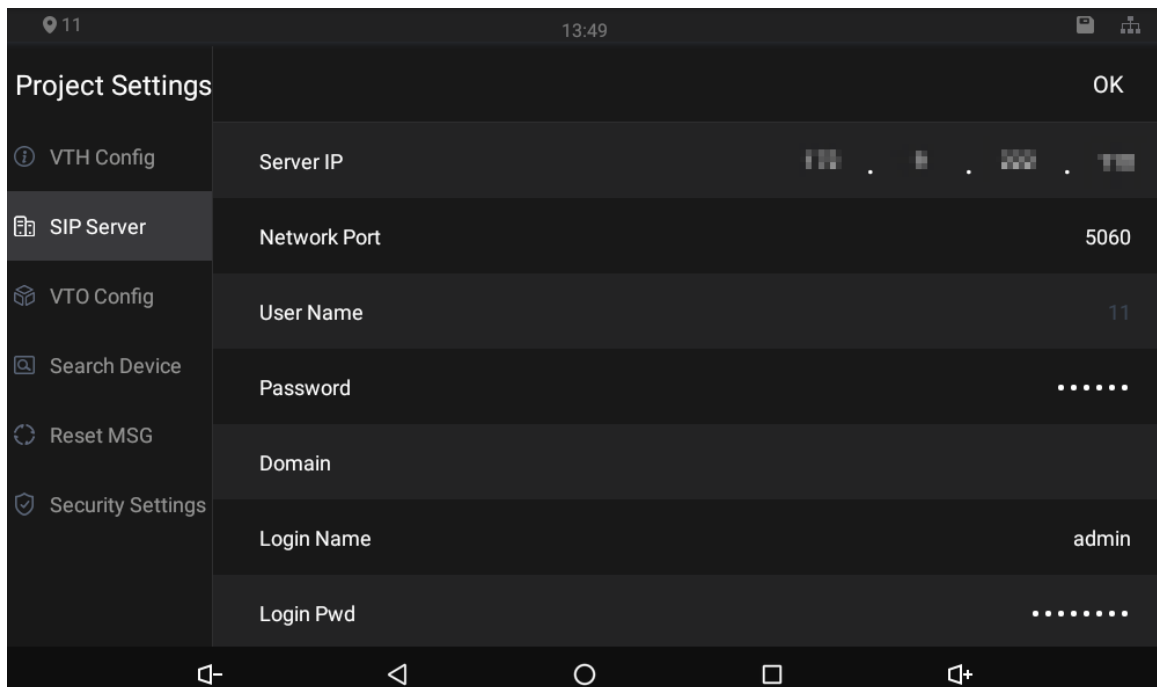 11 13:49
Project Settings OK
VTH Config
Server IP . . .
SIP Server
Network Port 5060
VTO Config
User Name 11
Search Device
Password ••••••
Reset MSG
Domain
Security Settings
Login Name admin
Login Pwd ••••••••